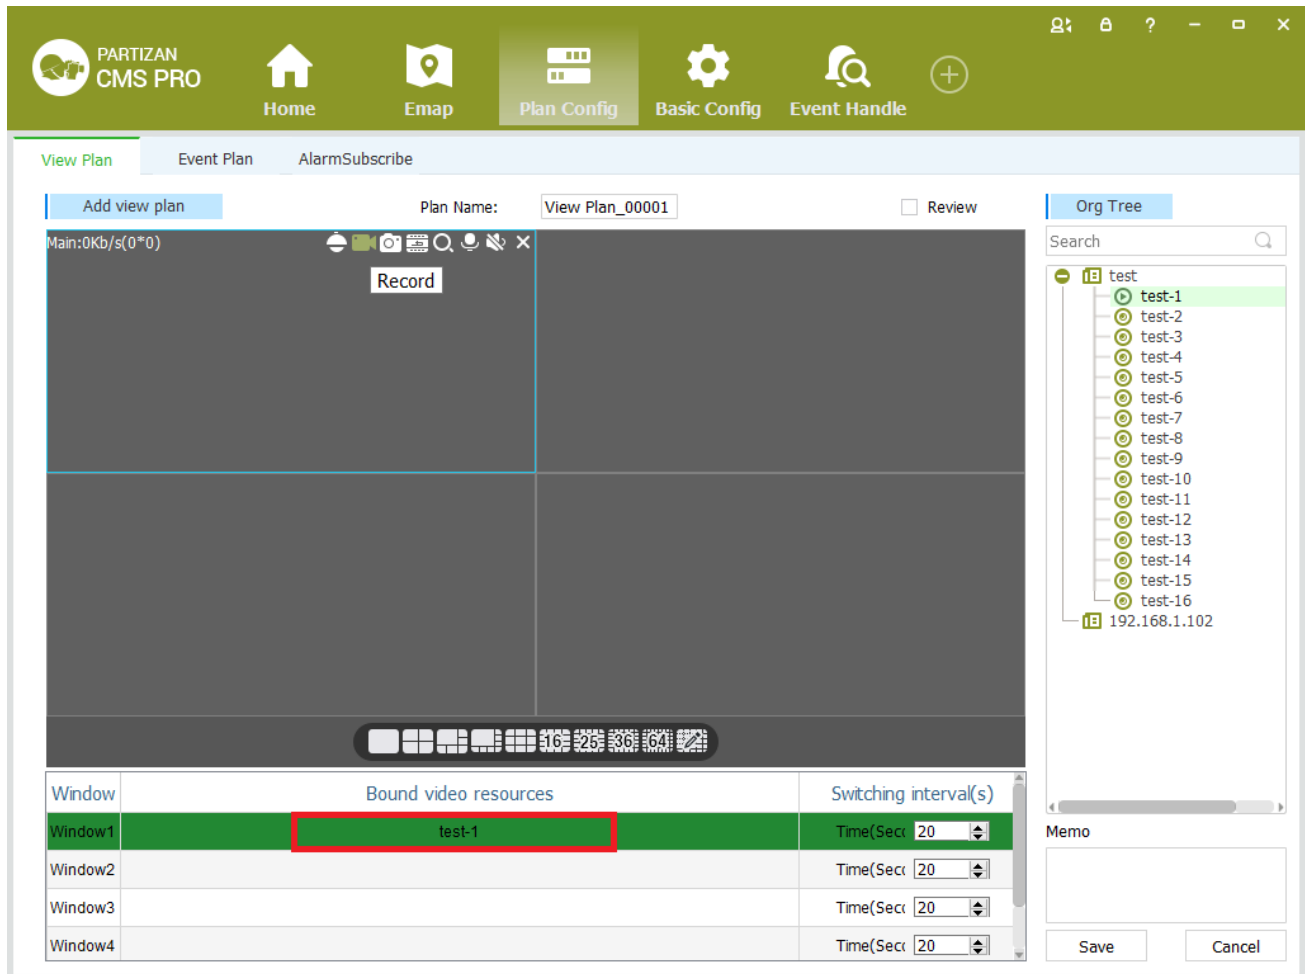 PARTIZAN
CMS PRO
Home
Emap
Plan Config
Basic Config
Event Handle
View Plan
Event Plan
AlarmSubscribe
Add view plan
Plan Name:
View Plan_00001
Review
Org Tree
Main:0Kb/s(0*0)
Record
Search
test
test-1
test-2
test-3
test-4
test-5
test-6
test-7
test-8
test-9
test-10
test-11
test-12
test-13
test-14
test-15
test-16
192.168.1.102
16
25
36
64
Window
Bound video resources
Switching interval(s)
Window1
test-1
Time(Sec
20
Window2
Time(Sec
20
Window3
Time(Sec
20
Window4
Time(Sec
20
Memo
Save
Cancel